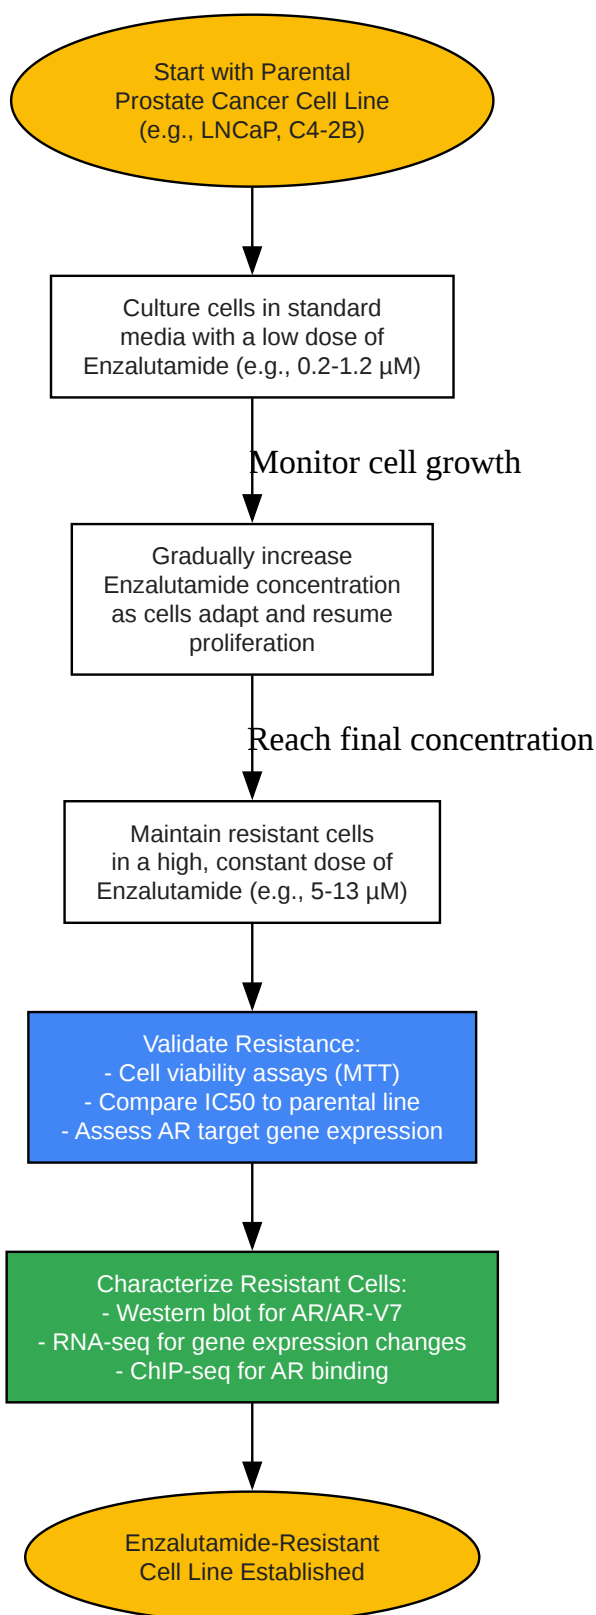 Start with Parental
Prostate Cancer Cell Line
(e.g., LNCaP, C4-2B)
Culture cells in standard
media with a low dose of
Enzalutamide (e.g., 0.2-1.2 µM)
Monitor cell growth
Gradually increase
Enzalutamide concentration
as cells adapt and resume
proliferation
Reach final concentration
Maintain resistant cells
in a high, constant dose of
Enzalutamide (e.g., 5-13 µM)
Validate Resistance:
- Cell viability assays (MTT)
- Compare IC50 to parental line
- Assess AR target gene expression
Characterize Resistant Cells:
- Western blot for AR/AR-V7
- RNA-seq for gene expression changes
- ChIP-seq for AR binding
Enzalutamide-Resistant
Cell Line Established